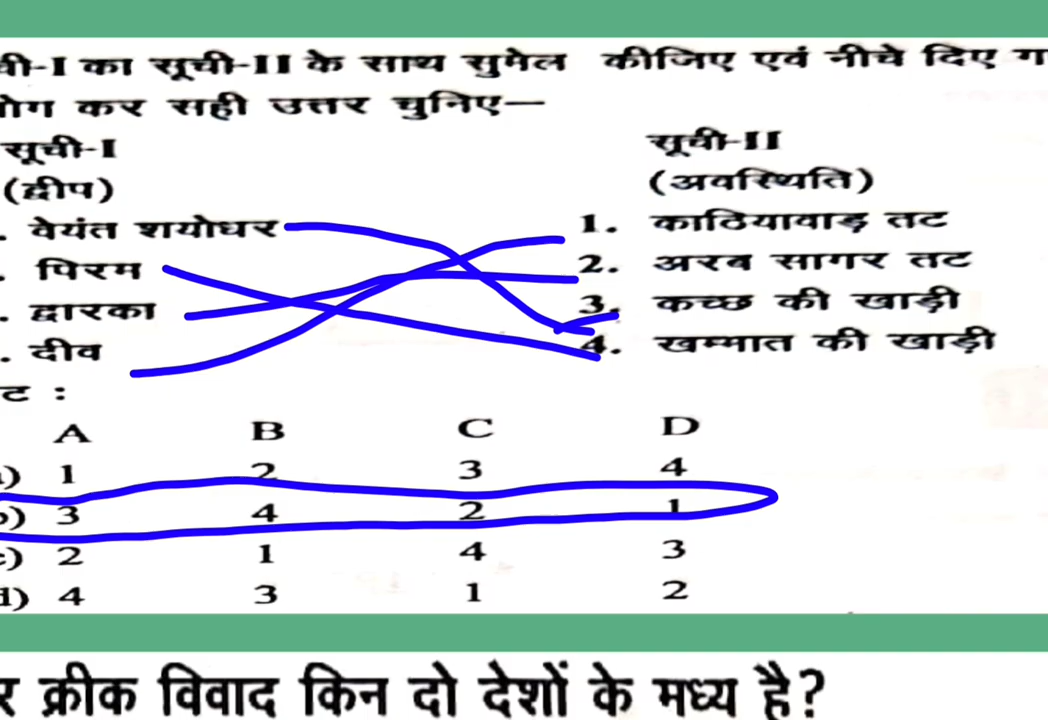 ची-I का सूची-II के साथ सुमेल कीजिए एवं नीचे दिए ग
योग कर सही उत्तर चुनिए—
सूची-I सूची-II
(द्वीप) (अवस्थिति)
. वेयंत शयोधर 1. काठियावाड़ तट
. पिरम 2. अरब सागर तट
. द्वारका 3. कच्छ की खाड़ी
. दीव 4. खम्भात की खाड़ी
ट :
A B C D
) 1 2 3 4
b) 3 4 2 1
c) 2 1 4 3
d) 4 3 1 2
र क्रीक विवाद किन दो देशों के मध्य है?